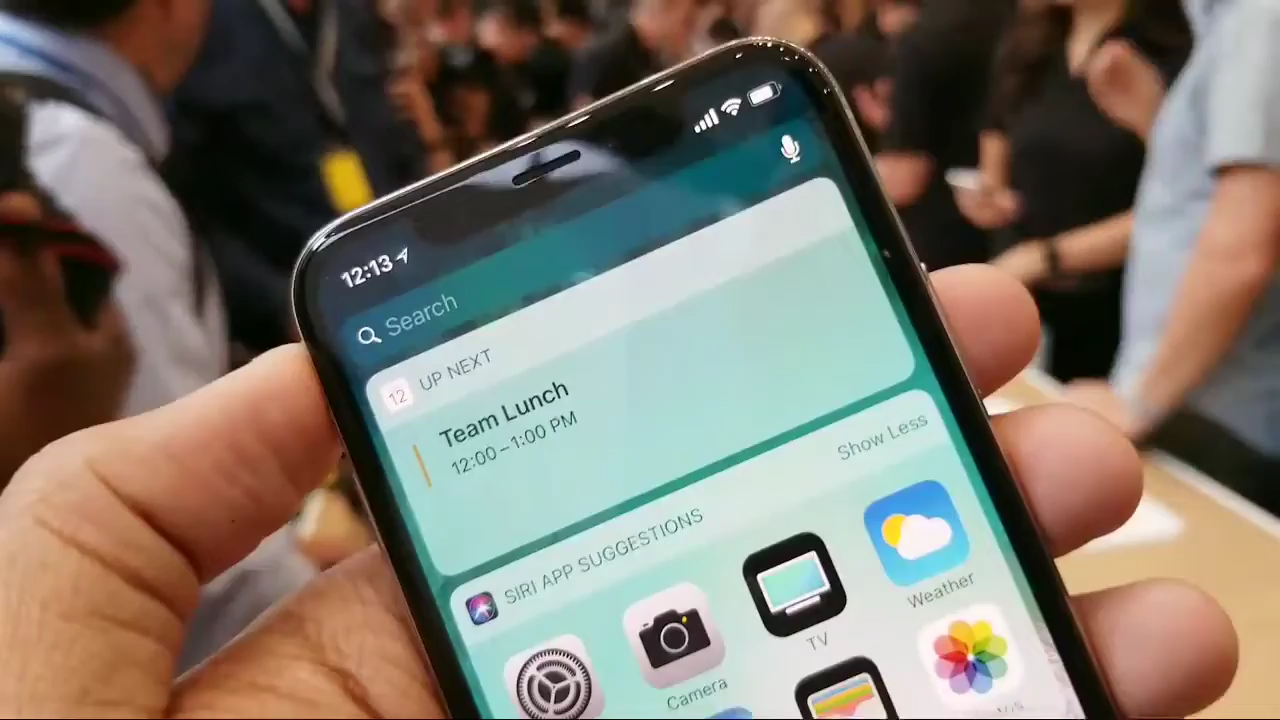 12:13
Search
12
UP NEXT
Team Lunch
12:00 – 1:00 PM
Show Less
SIRI APP SUGGESTIONS
Weather
TV
Camera